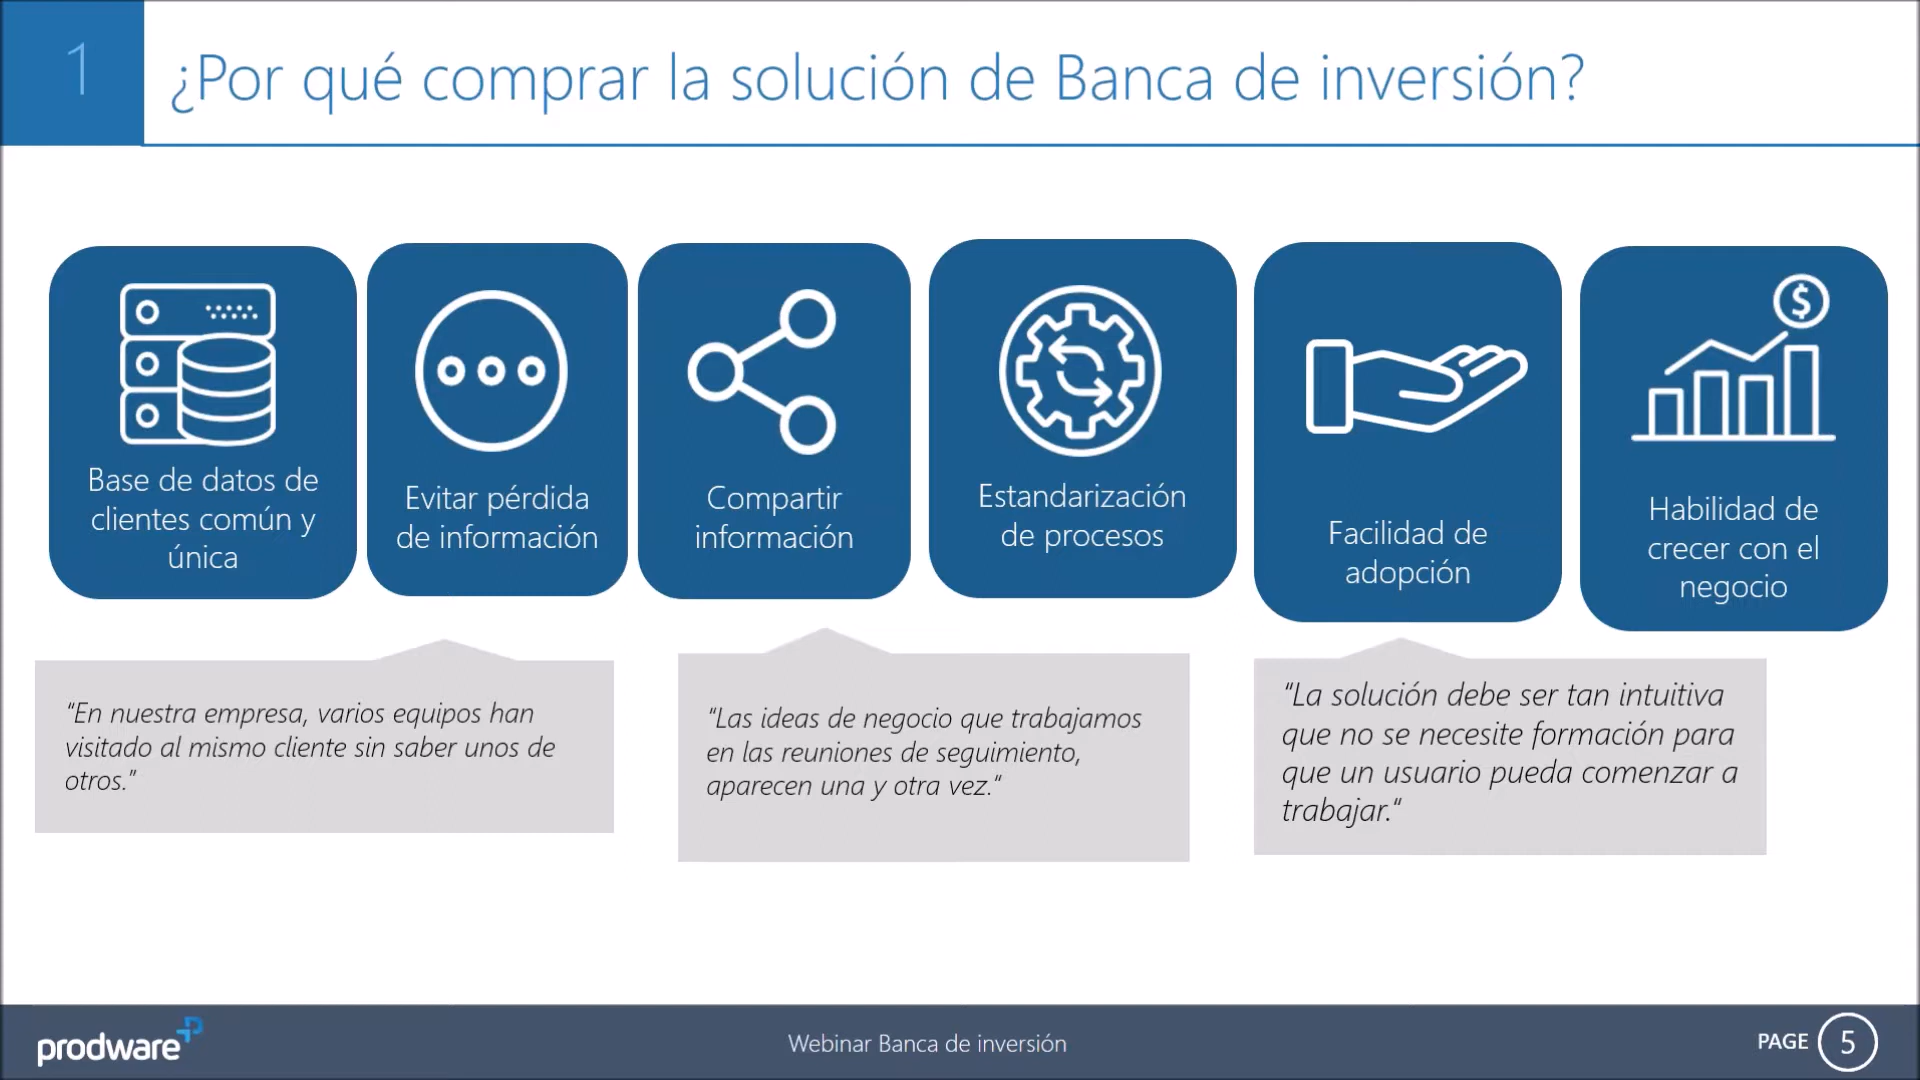 1
¿Por qué comprar la solución de Banca de inversión?
Base de datos de
clientes común y
única
Evitar pérdida
de información
Compartir
información
Estandarización
de procesos
Facilidad de
adopción
$
Habilidad de
crecer con el
negocio
“En nuestra empresa, varios equipos han
visitado al mismo cliente sin saber unos de
otros.”
“Las ideas de negocio que trabajamos
en las reuniones de seguimiento,
aparecen una y otra vez.“
“La solución debe ser tan intuitiva
que no se necesite formación para
que un usuario pueda comenzar a
trabajar.“
prodware
Webinar Banca de inversión
PAGE 5